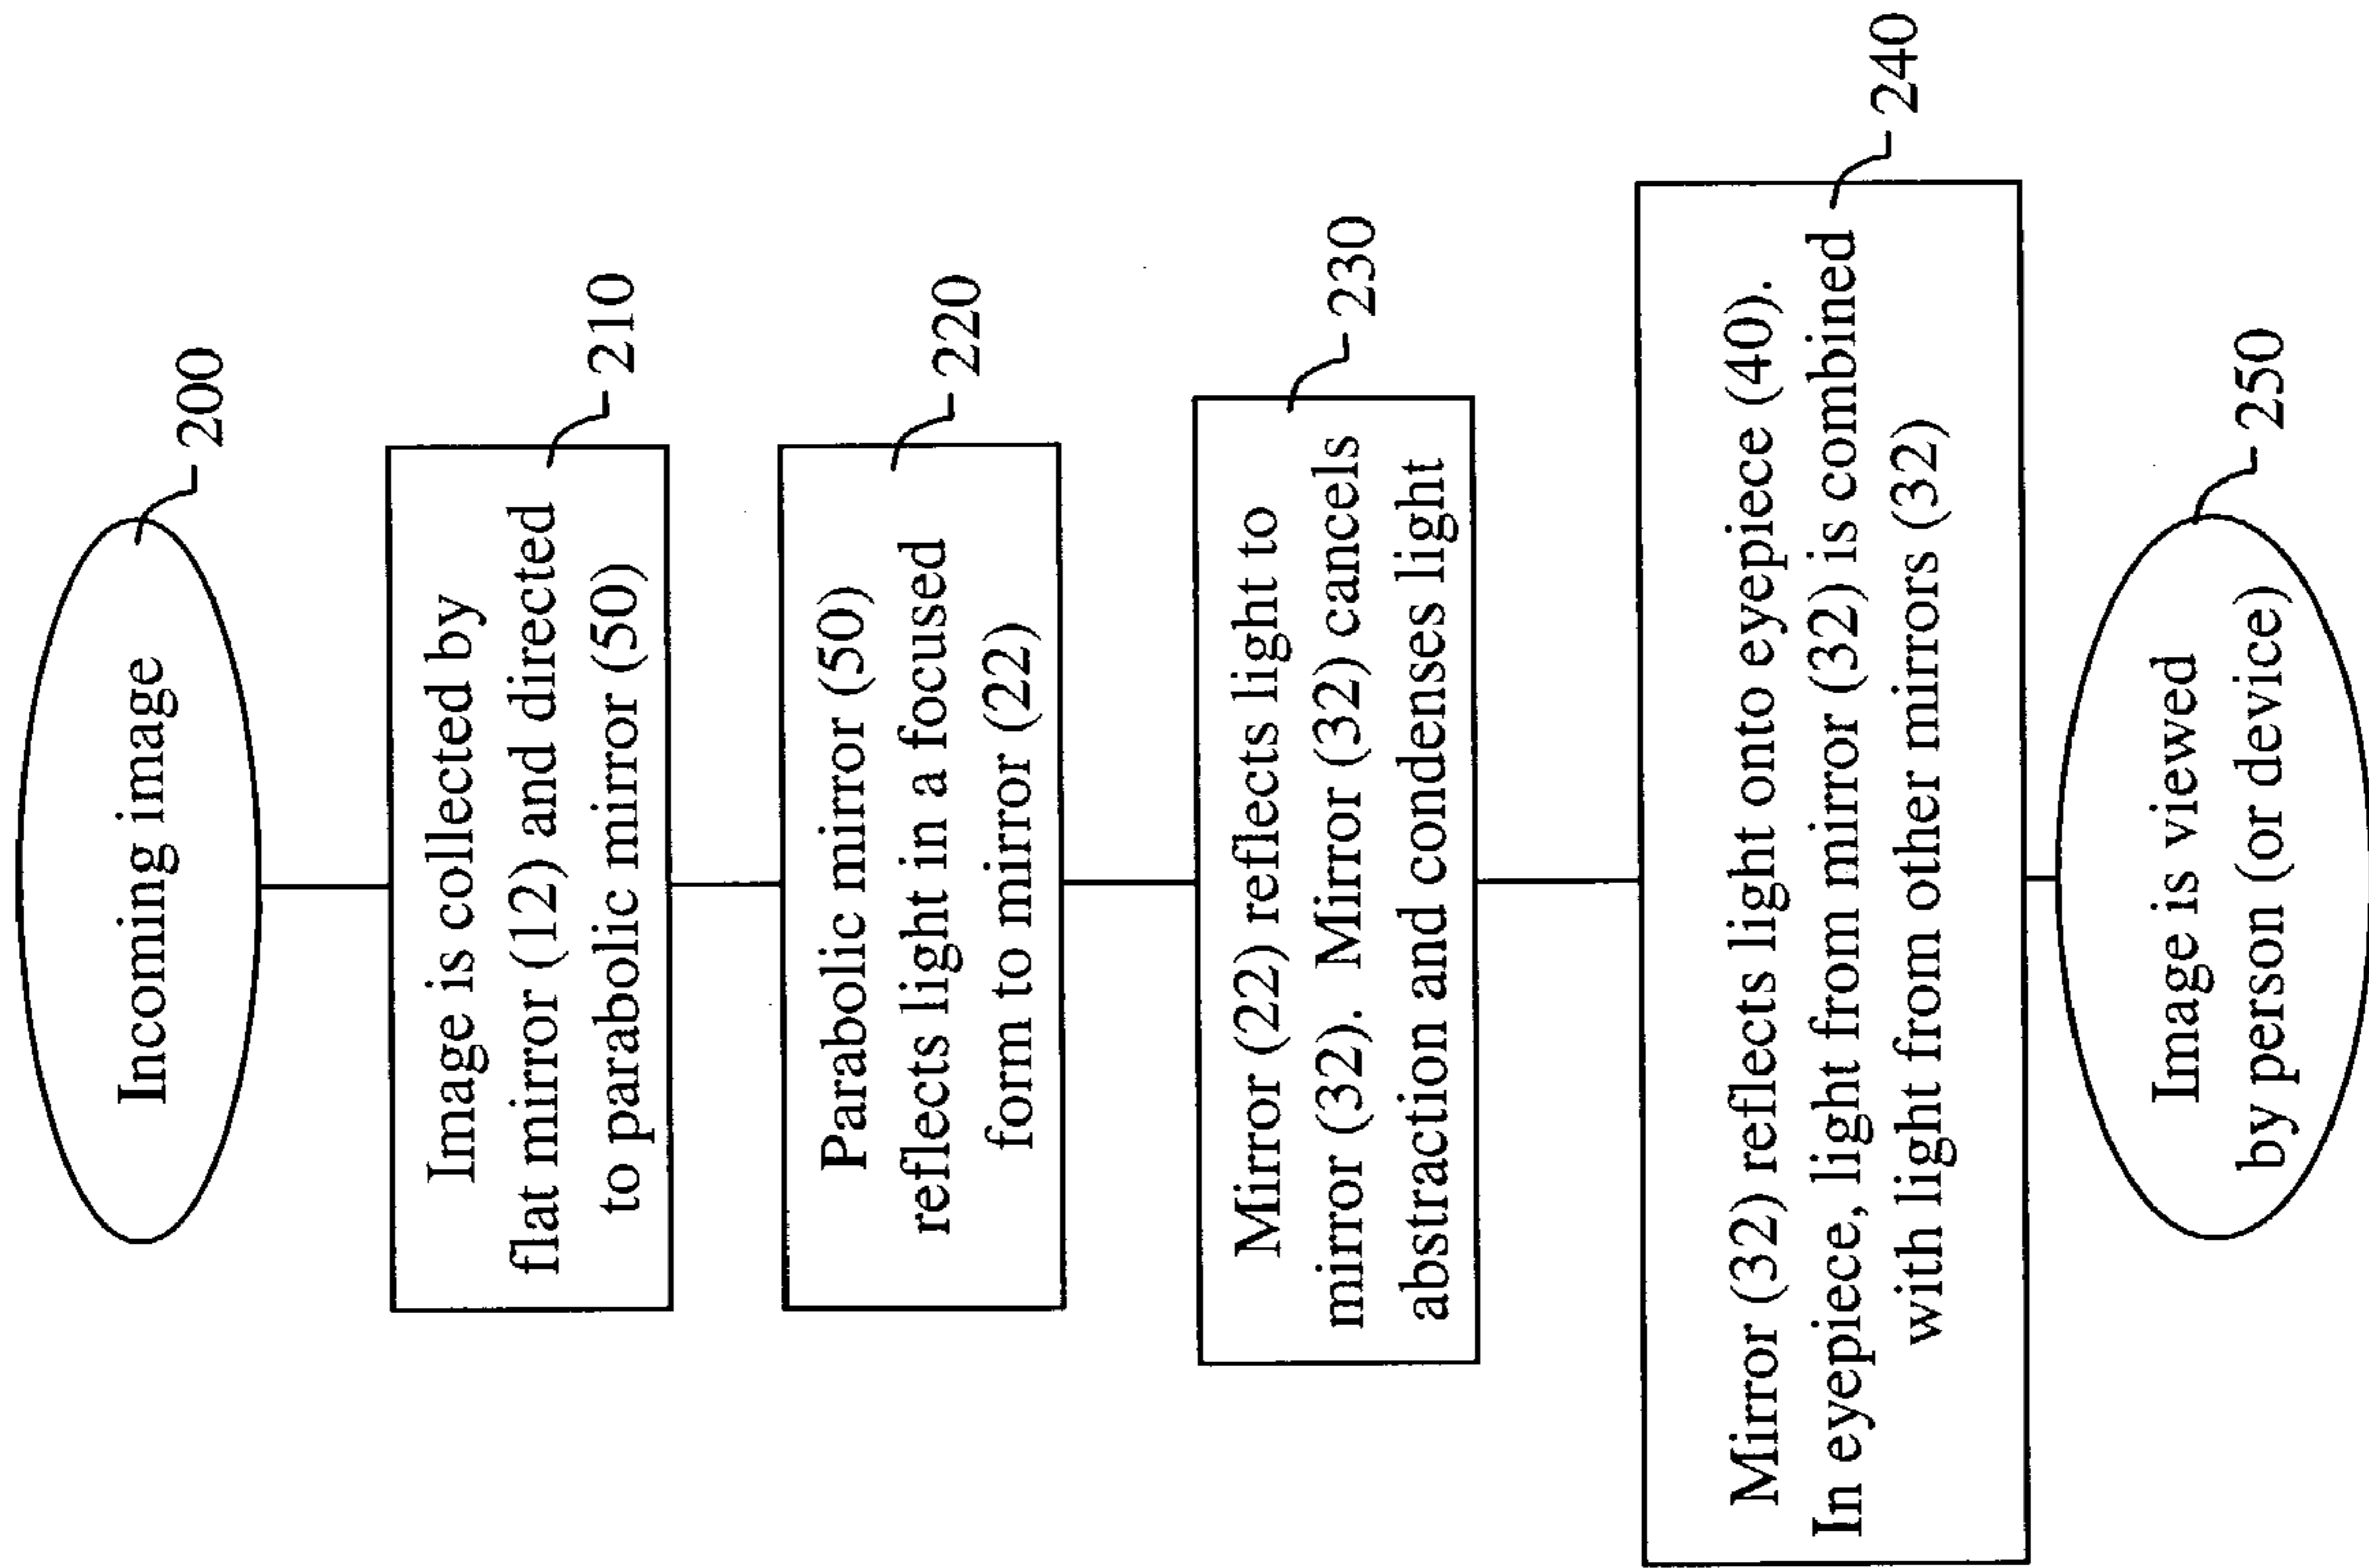 Incoming image
200
Image is collected by
flat mirror (12) and directed
to parabolic mirror (50)
210
Parabolic mirror (50)
reflects light in a focused
form to mirror (22)
220
Mirror (22) reflects light to
mirror (32). Mirror (32) cancels
abstraction and condenses light
230
Mirror (32) reflects light onto eyepiece (40).
In eyepiece, light from mirror (32) is combined
with light from other mirrors (32)
240
Image is viewed
by person (or device)
250